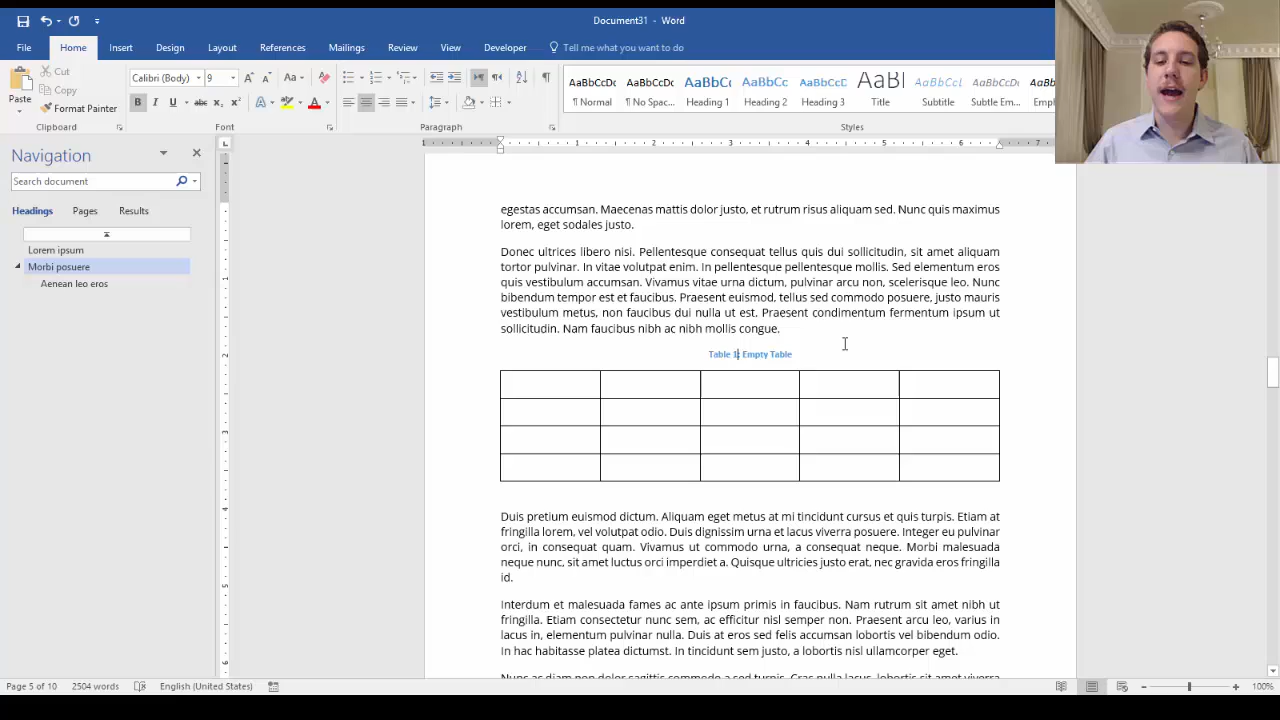 Document31 - Word
File Home Insert Design Layout References Mailings Review View Developer Tell me what you want to do
Cut
Copy
Paste
Format Painter
Clipboard
Calibri (Body) 9
Font
Paragraph
AaBbCcDc AaBbCcDc AaBbCc AaBbCc AaBbCcD AaBl AaBbCcL AaBbCcDc
¶ Normal ¶ No Spac... Heading 1 Heading 2 Heading 3 Title Subtitle Subtle Em...
Styles
Navigation
Search document
Headings Pages Results
Lorem ipsum
Morbi posuere
Aenean leo eros
1 1 2 3 4 5 6 7
egestas accumsan. Maecenas mattis dolor justo, et rutrum risus aliquam sed. Nunc quis maximus
lorem, eget sodales justo.
Donec ultrices libero nisi. Pellentesque consequat tellus quis dui sollicitudin, sit amet aliquam
tortor pulvinar. In vitae volutpat enim. In pellentesque pellentesque mollis. Sed elementum eros
quis vestibulum accumsan. Vivamus vitae urna dictum, pulvinar arcu non, scelerisque leo. Nunc
bibendum tempor est et faucibus. Praesent euismod, tellus sed commodo posuere, justo mauris
vestibulum metus, non faucibus dui nulla ut est. Praesent condimentum fermentum ipsum ut
sollicitudin. Nam faucibus nibh ac nibh mollis congue.
Table 1: Empty Table
Duis pretium euismod dictum. Aliquam eget metus at mi tincidunt cursus et quis turpis. Etiam at
fringilla lorem, vel volutpat odio. Duis dignissim urna et lacus viverra posuere. Integer eu pulvinar
orci, in consequat quam. Vivamus ut commodo urna, a consequat neque. Morbi malesuada
neque nunc, sit amet luctus orci imperdiet a. Quisque ultricies justo erat, nec gravida eros fringilla
id.
Interdum et malesuada fames ac ante ipsum primis in faucibus. Nam rutrum sit amet nibh ut
fringilla. Etiam consectetur nunc sem, ac efficitur nisl semper non. Praesent arcu leo, varius in
lacus in, elementum pulvinar nulla. Duis at eros sed felis accumsan lobortis vel bibendum odio.
In hac habitasse platea dictumst. In tincidunt sem justo, a lobortis nisl ullamcorper eget.
Page 5 of 10 2504 words English (United States) 100%